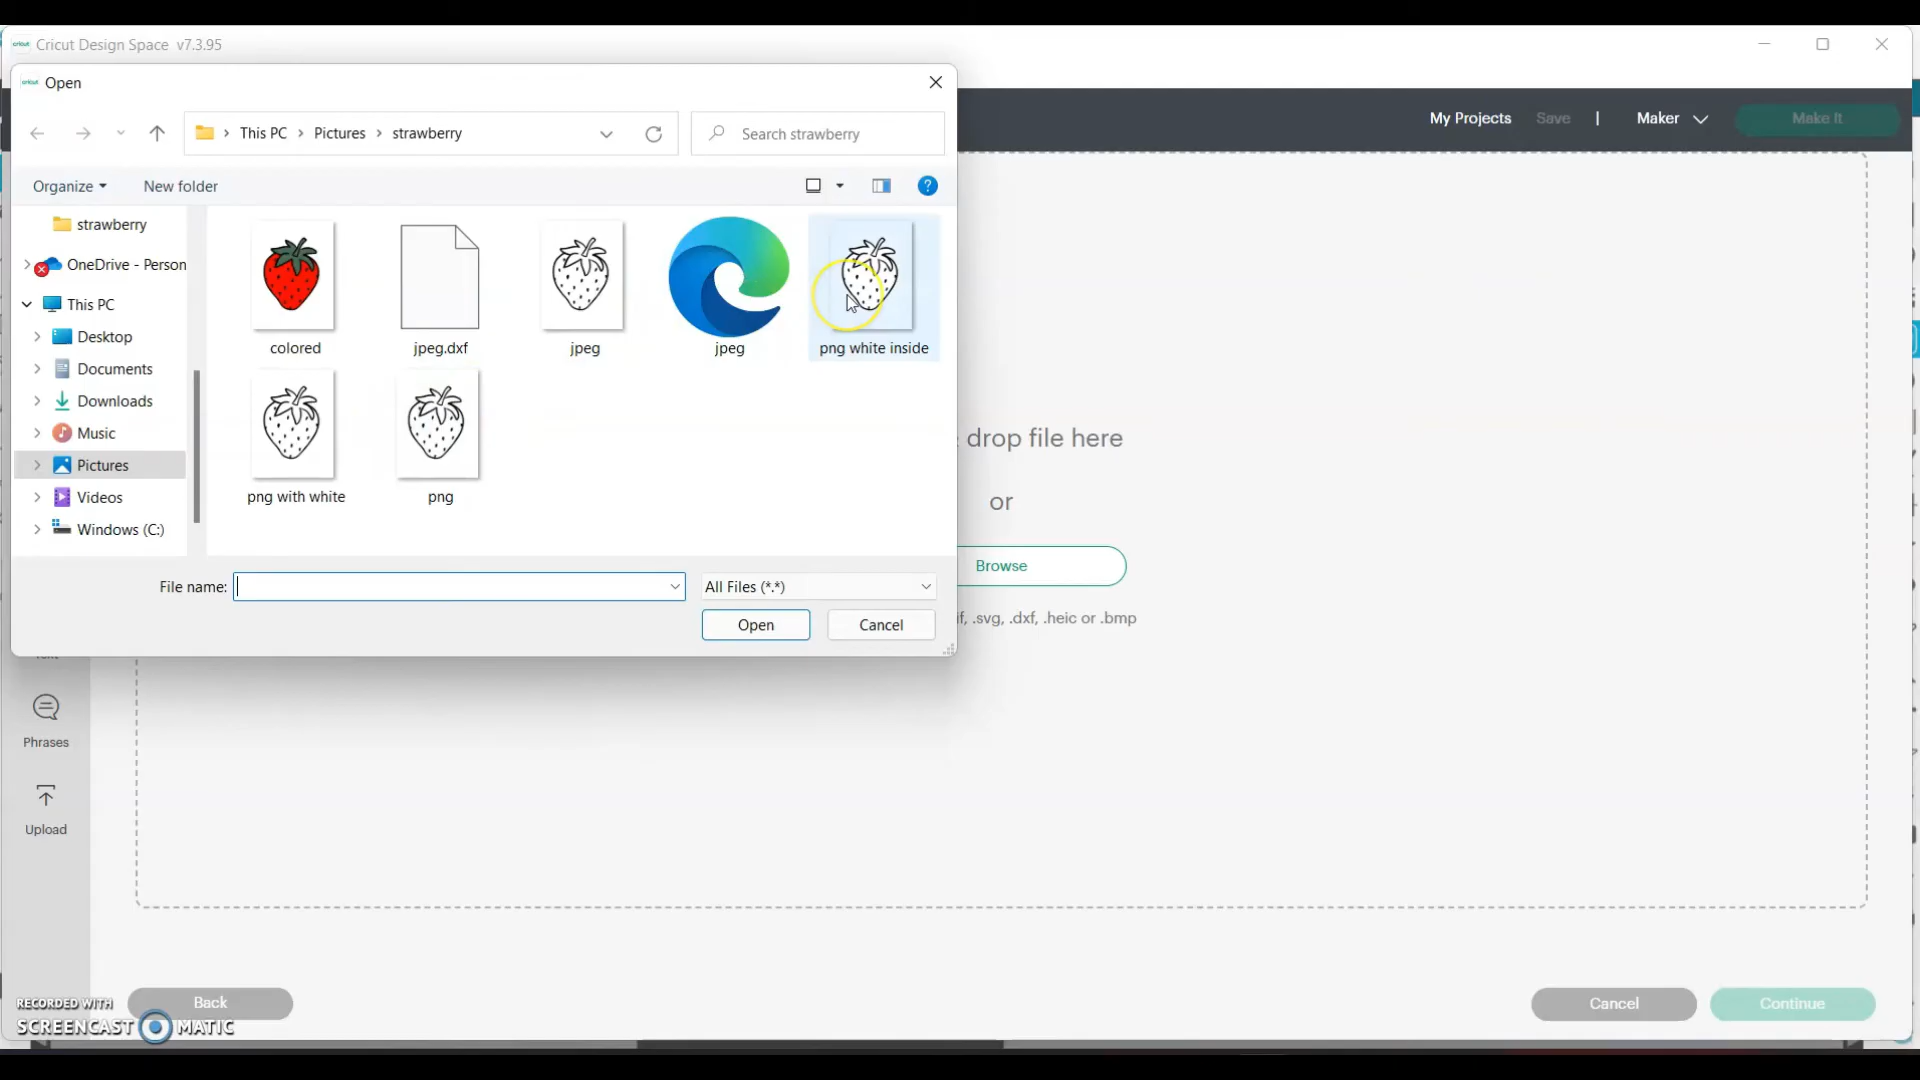 cricut Cricut Design Space v7.3.95
cricut Open
This PC Pictures strawberry
Search strawberry
My Projects Save | Maker Make It
Organize New folder
?
strawberry
OneDrive - Person
This PC
Desktop
Documents
Downloads
Music
Pictures
Videos
Windows (C:)
colored
jpeg.dxf
jpeg
jpeg
png white inside
png with white
png
File name:
All Files (*.*)
Open Cancel
drop file here
or
Browse
.svg, .dxf, .heic or .bmp
Phrases
Upload
Back
Cancel
Continue
RECORDED WITH
SCREENCAST MATIC